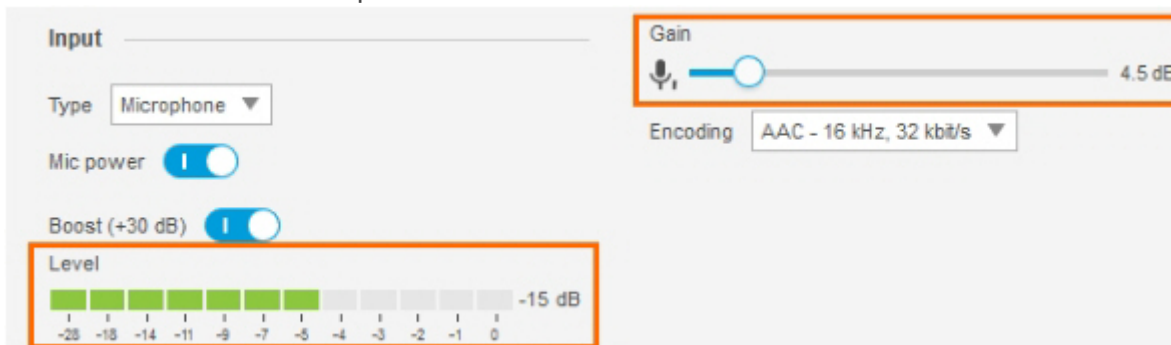 Input
Type Microphone
Mic power
Boost (+30 dB)
Level
-15 dB
-28 -18 -14 -11 -9 -7 -5 -4 -3 -2 -1 0
Gain
4.5 dB
Encoding AAC - 16 kHz, 32 kbit/s